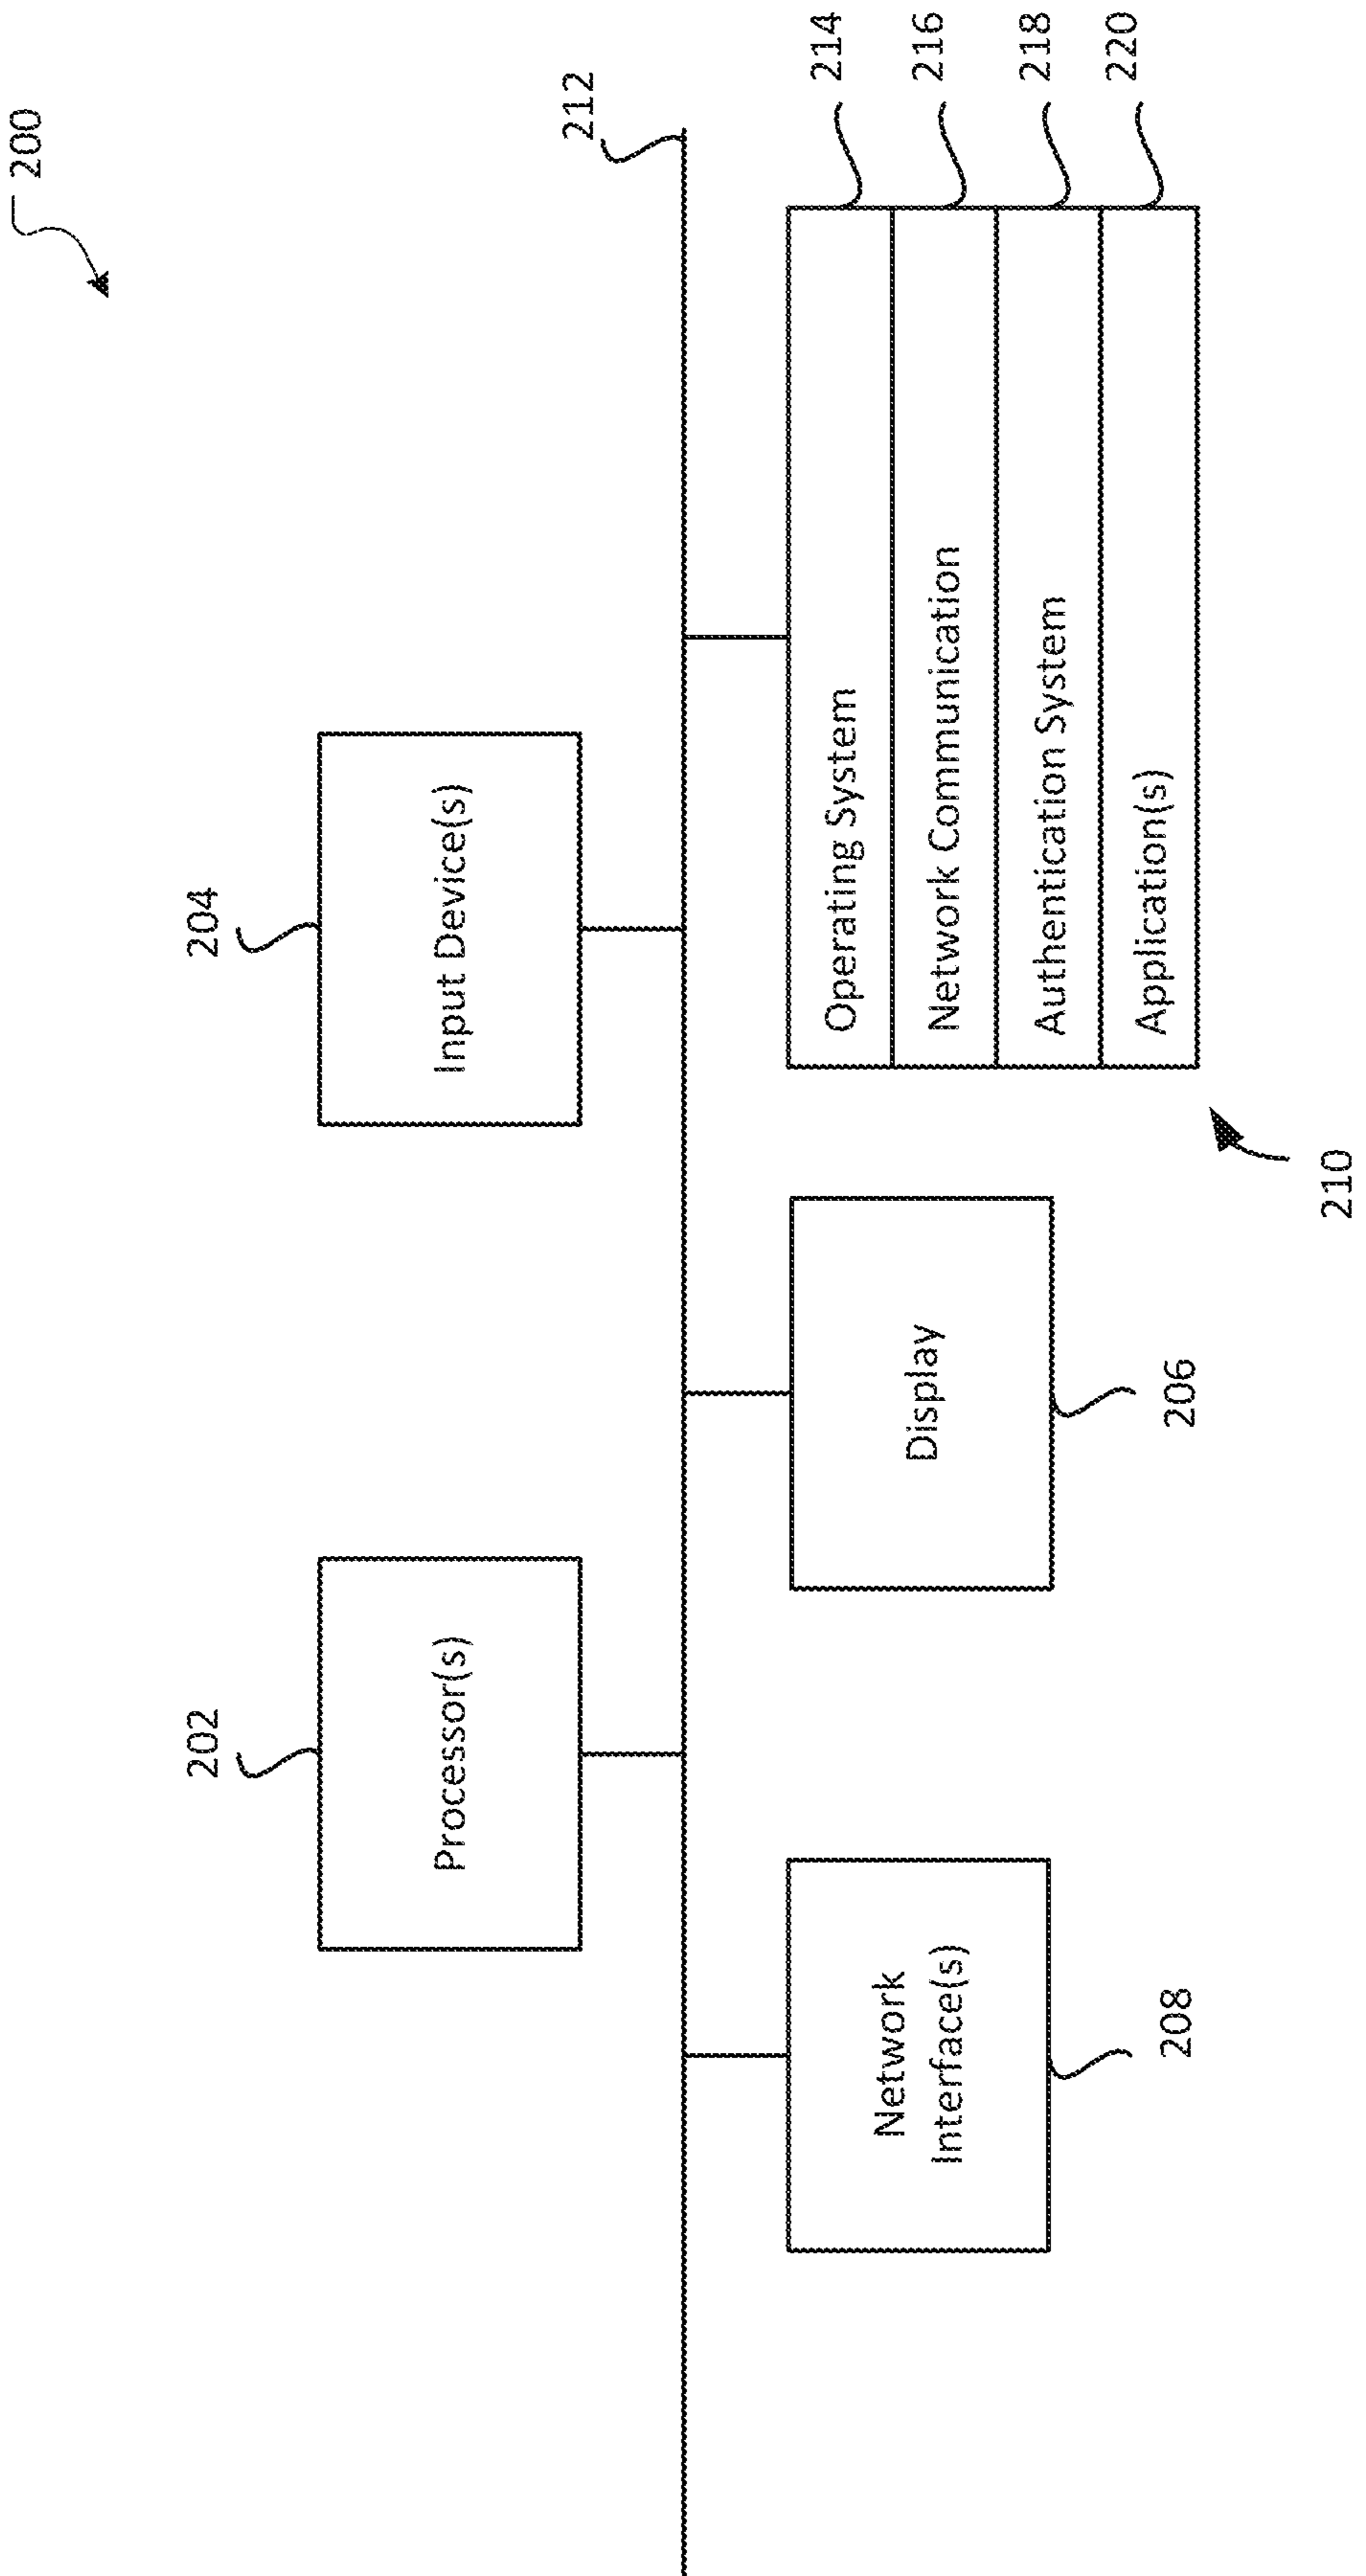 200
202
Processor(s)
204
Input Device(s)
212
Network
Interface(s)
208
Display
206
Operating System
214
Network Communication
216
Authentication System
218
Application(s)
220
210